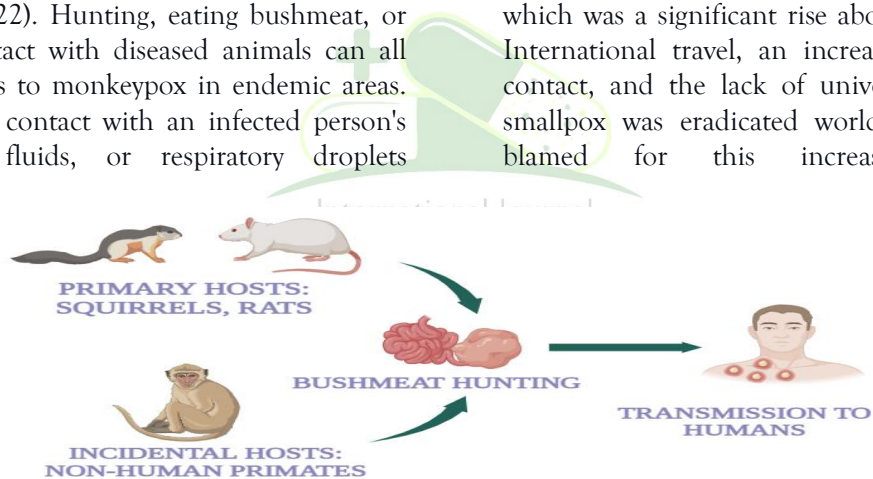 22). Hunting, eating bushmeat, or
tact with diseased animals can all
s to monkeypox in endemic areas.
contact with an infected person's
fluids, or respiratory droplets
which was a significant rise abo
International travel, an increa
contact, and the lack of unive
smallpox was eradicated world
blamed for this increas
PRIMARY HOSTS:
SQUIRRELS, RATS
BUSHMEAT HUNTING
INCIDENTAL HOSTS:
NON-HUMAN PRIMATES
TRANSMISSION TO
HUMANS